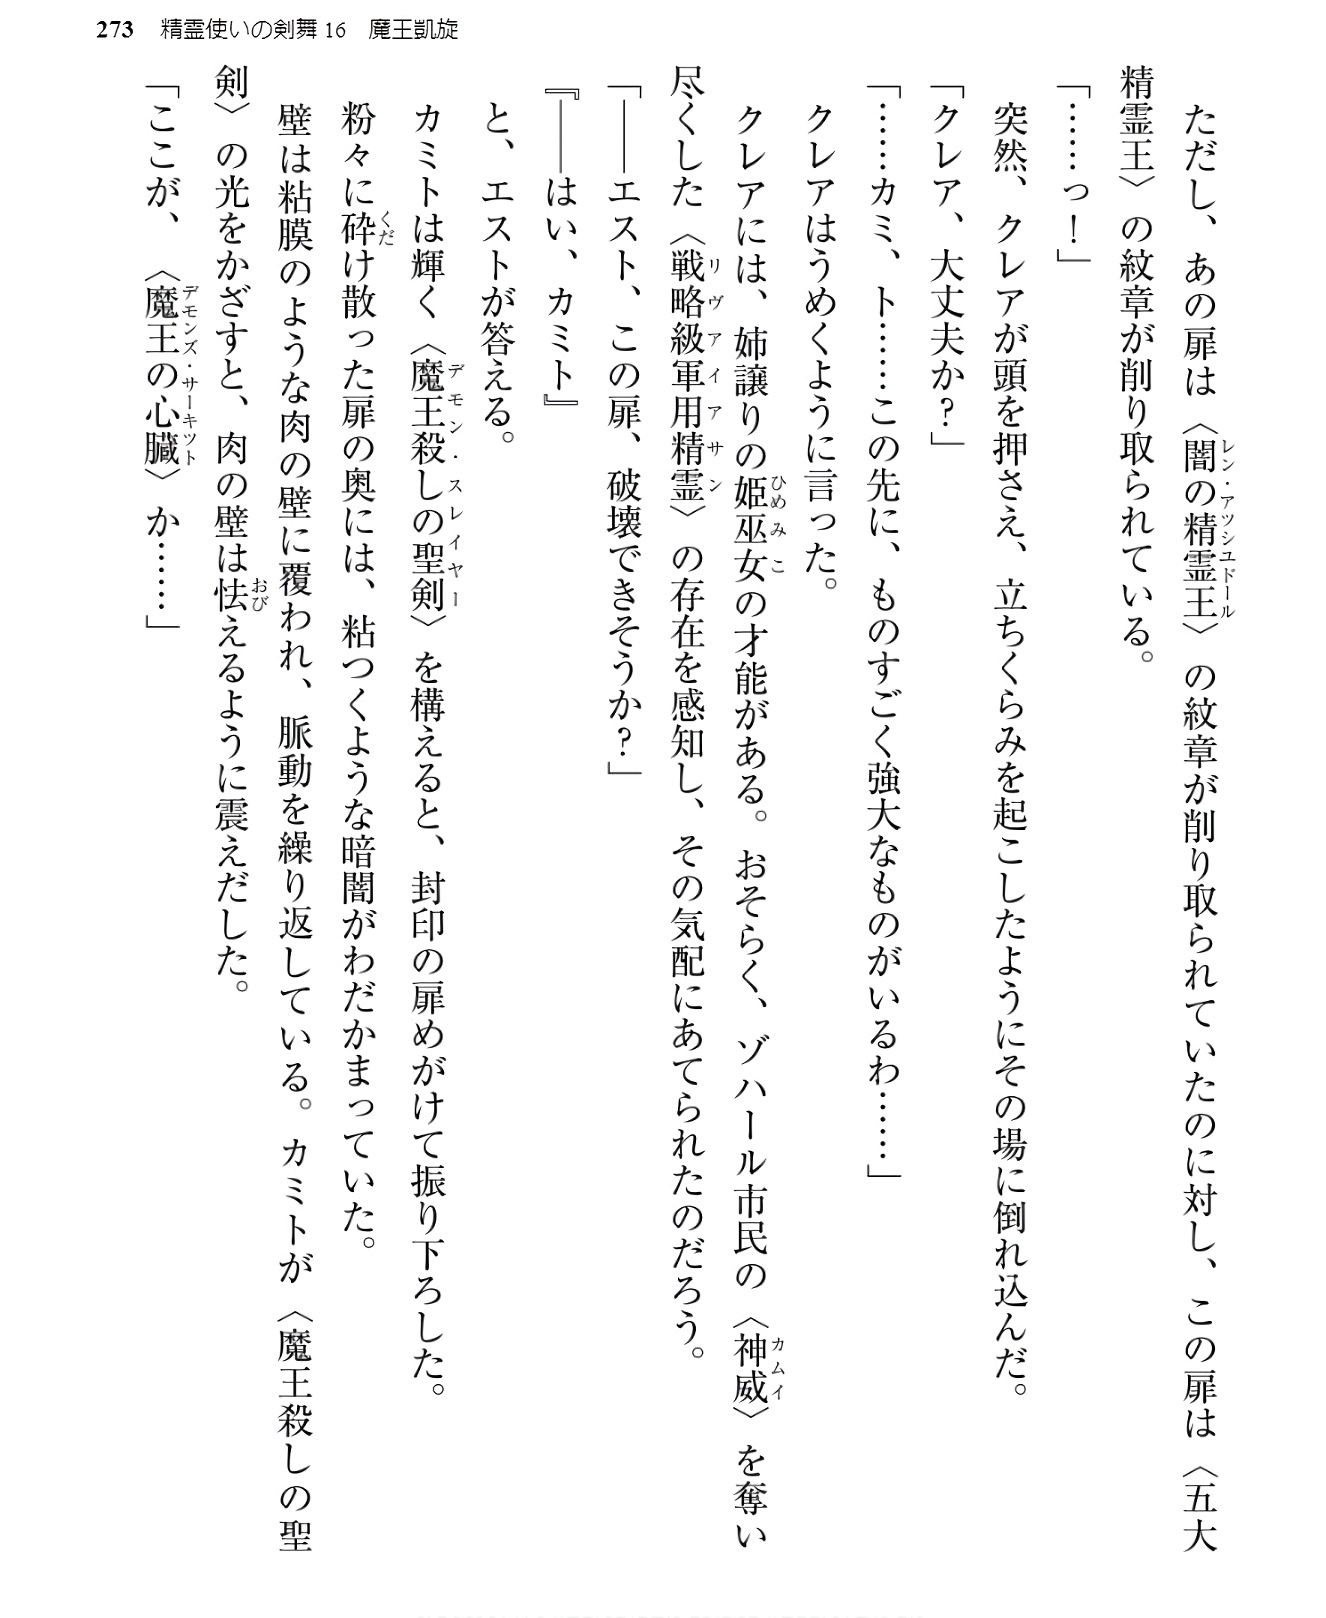 273　精霊使いの剣舞 16　魔王凱旋
　ただし、あの扉は〈闇の精霊王〉の紋章が削り取られていたのに対し、この扉は〈五大
レン・アッシュドール
精霊王〉の紋章が削り取られている。
「……っ！」
　突然、クレアが頭を押さえ、立ちくらみを起こしたようにその場に倒れ込んだ。
「クレア、大丈夫か？」
「……カミ、ト……この先に、ものすごく強大なものがいるわ……」
　クレアはうめくように言った。
　クレアには、姉譲りの姫巫女の才能がある。おそらく、ゾハール市民の〈神威〉を奪い
ひめみこ
カムイ
尽くした〈戦略級軍用精霊〉の存在を感知し、その気配にあてられたのだろう。
リヴァイアサン
「――エスト、この扉、破壊できそうか？」
『――はい、カミト』
　と、エストが答える。
　カミトは輝く〈魔王殺しの聖剣〉を構えると、封印の扉めがけて振り下ろした。
デモン・スレイヤー
　粉々に砕け散った扉の奥には、粘つくような暗闇がわだかまっていた。
くだ
　壁は粘膜のような肉の壁に覆われ、脈動を繰り返している。カミトが〈魔王殺しの聖
剣〉の光をかざすと、肉の壁は怯えるように震えだした。
おび
「ここが、〈魔王の心臓〉か……」
デモンズ・サーキット